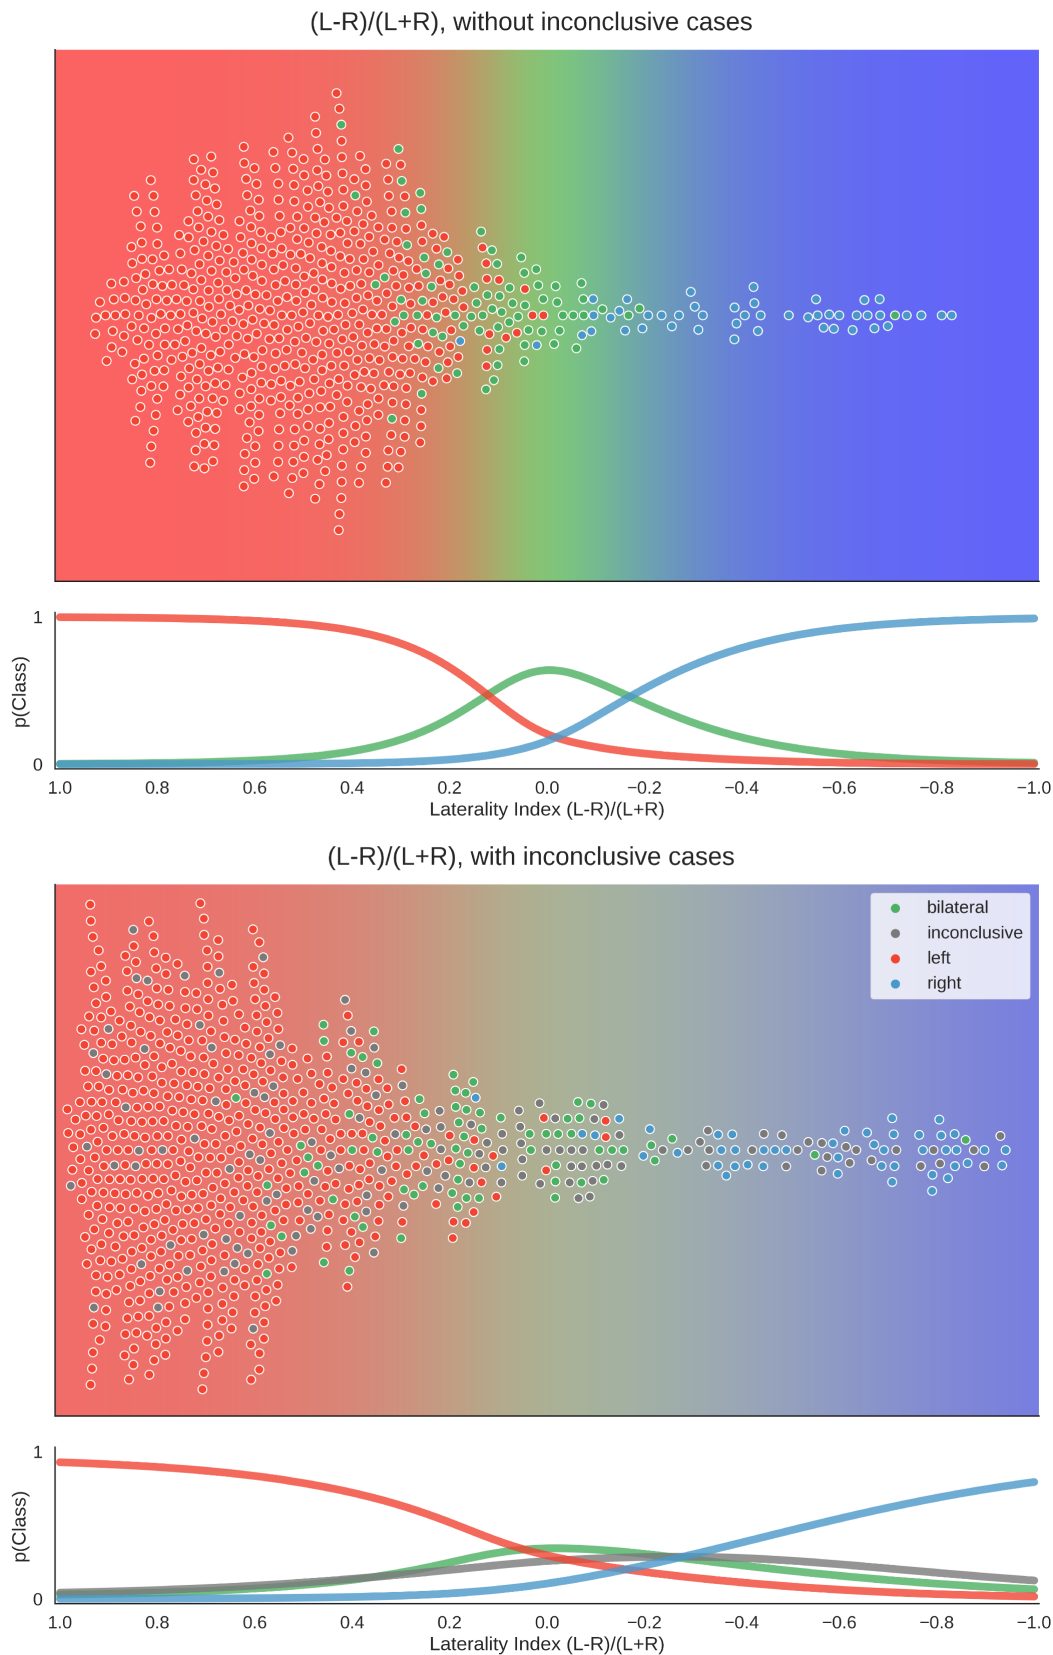 (L-R)/(L+R), without inconclusive cases
1
p(Class)
0
1.0 0.8 0.6 0.4 0.2 0.0 −0.2 −0.4 −0.6 −0.8 −1.0
Laterality Index (L-R)/(L+R)
(L-R)/(L+R), with inconclusive cases
bilateral
inconclusive
left
right
1
p(Class)
0
1.0 0.8 0.6 0.4 0.2 0.0 −0.2 −0.4 −0.6 −0.8 −1.0
Laterality Index (L-R)/(L+R)